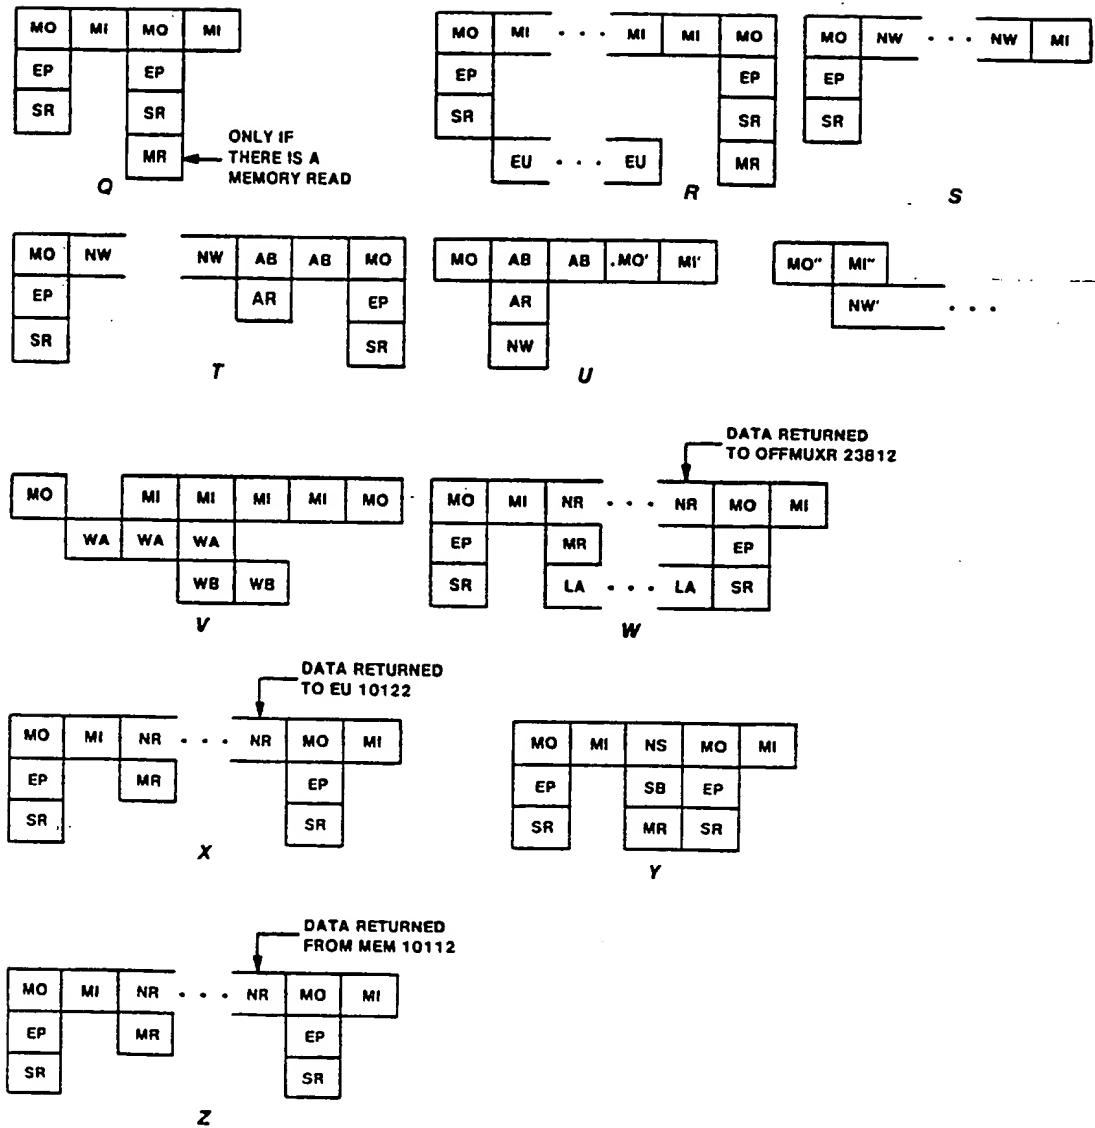 MO MI MO MI
EP EP
SR SR
MR
ONLY IF
THERE IS A
MEMORY READ
Q
MO MI . . . MI MI MO
EP EP
SR SR
EU . . . EU MR
R
MO NW . . . NW MI
EP
SR
S
MO NW NW AB AB MO
EP AR EP
SR SR
T
MO AB AB .MO' MI'
AR
NW
U
MO" MI"
NW' . . .
MO MI MI MI MI MO
WA WA WA
WB WB
V
DATA RETURNED
TO OFFMUXR 23812
MO MI NR . . . NR MO MI
EP MR EP
SR LA . . . LA SR
W
DATA RETURNED
TO EU 10122
MO MI NR . . . NR MO MI
EP MR EP
SR SR
X
MO MI NS MO MI
EP SB EP
SR MR SR
Y
DATA RETURNED
FROM MEM 10112
MO MI NR . . . NR MO MI
EP MR EP
SR SR
Z